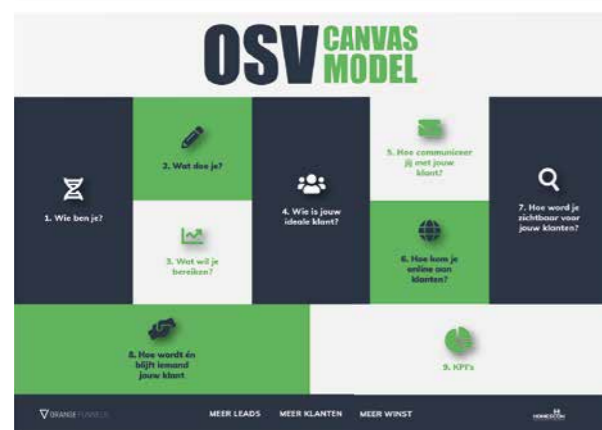 OSV CANVAS
MODEL
1. Wie ben je?
2. Wat doe je?
3. Wat wil je
bereiken?
4. Wie is jouw
ideale klant?
5. Hoe communiceer
jij met jouw
klant?
6. Hoe kom je
online aan
klanten?
7. Hoe word je
zichtbaar voor
jouw klanten?
8. Hoe wordt én
blijft iemand
jouw klant
9. KPI's
ORANGE FUNNELS
MEER LEADS MEER KLANTEN MEER WINST